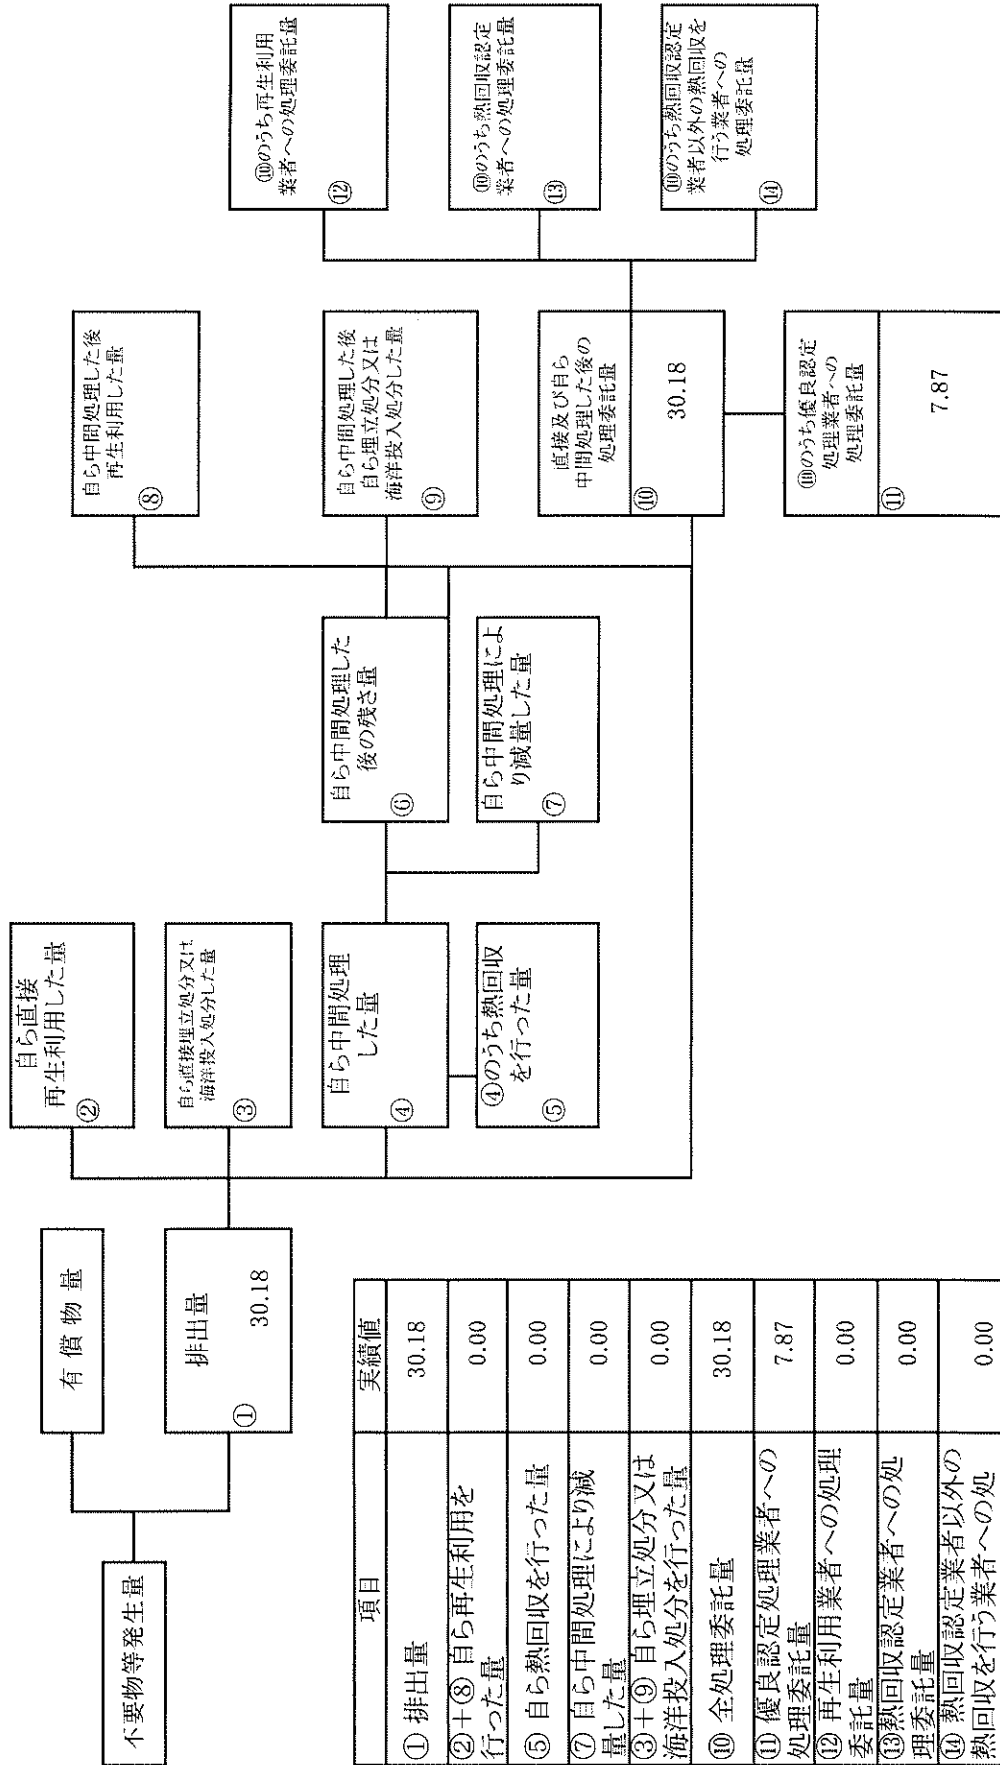 不要物等発生量
有償物量
排出量
①
30.18
自ら直接
再生利用した量
②
自ら直接埋立処分又は
海洋投入処分した量
③
自ら中間処理
した量
④
④のうち熱回収
を行った量
⑤
自ら中間処理した
後の残さ量
⑥
自ら中間処理によ
り減量した量
⑦
自ら中間処理した後
再生利用した量
⑧
自ら中間処理した後
自ら埋立処分又は
海洋投入処分した量
⑨
直接及び自ら
中間処理した後の
処理委託量
⑩
30.18
⑩のうち優良認定
処理業者への
処理委託量
⑪
7.87
⑩のうち再生利用
業者への処理委託量
⑫
⑩のうち熱回収認定
業者への処理委託量
⑬
⑩のうち熱回収認定
業者以外の熱回収を
行う業者への
処理委託量
⑭
項目 実績値
①排出量 30.18
②+⑧ 自ら再生利用を
行った量 0.00
⑤ 自ら熱回収を行った量 0.00
⑦ 自ら中間処理により減
量した量 0.00
③+⑨ 自ら埋立処分又は
海洋投入処分を行った量 0.00
⑩ 全処理委託量 30.18
⑪ 優良認定処理業者への
処理委託量 7.87
⑫ 再生利用業者への処理
委託量 0.00
⑬熱回収認定業者への処
理委託量 0.00
⑭ 熱回収認定業者以外の
熱回収を行う業者への処 0.00